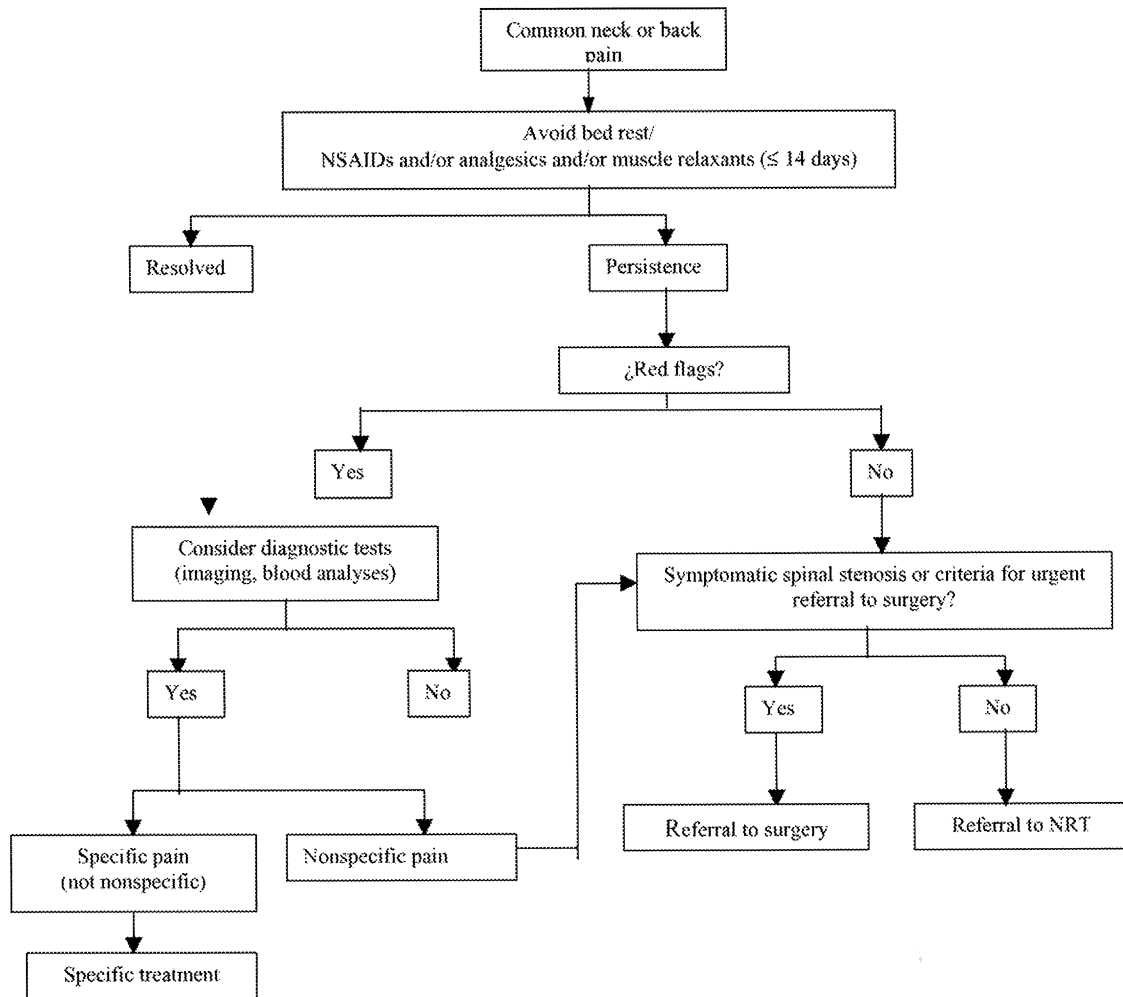 Common neck or back
pain
Avoid bed rest/
NSAIDs and/or analgesics and/or muscle relaxants (≤ 14 days)
Resolved
Persistence
¿Red flags?
Yes
No
Consider diagnostic tests
(imaging, blood analyses)
Symptomatic spinal stenosis or criteria for urgent
referral to surgery?
Yes
No
Yes
No
Specific pain
(not nonspecific)
Nonspecific pain
Referral to surgery
Referral to NRT
Specific treatment